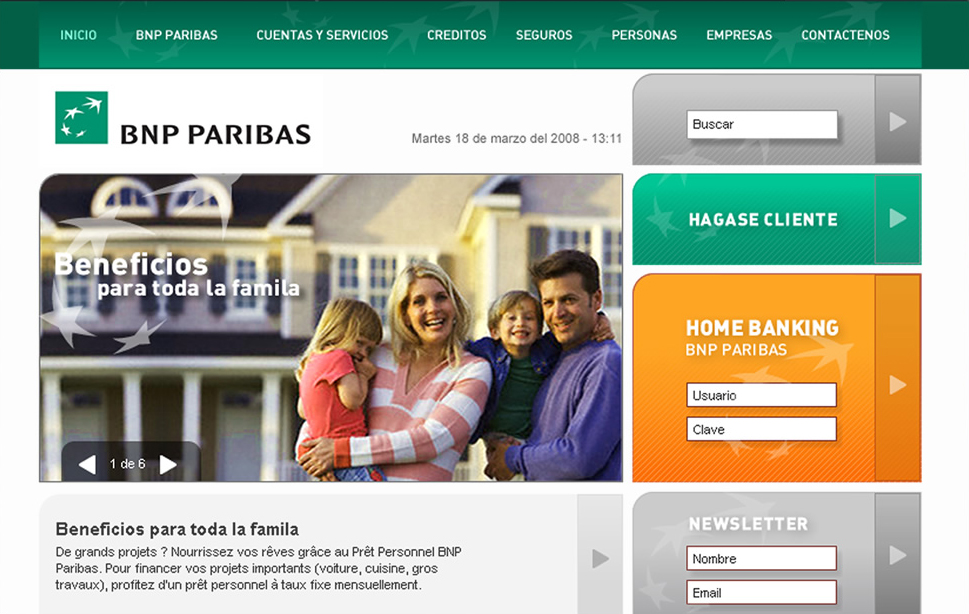 INICIO BNP PARIBAS CUENTAS Y SERVICIOS CREDITOS SEGUROS PERSONAS EMPRESAS CONTACTENOS
BNP PARIBAS
Martes 18 de marzo del 2008 - 13:11
Buscar
HAGASE CLIENTE
Beneficios
para toda la famila
1 de 6
HOME BANKING
BNP PARIBAS
Usuario
Clave
Beneficios para toda la famila
De grands projets ? Nourrissez vos rêves grâce au Prêt Personnel BNP
Paribas. Pour financer vos projets importants (voiture, cuisine, gros
travaux), profitez d'un prêt personnel à taux fixe mensuellement.
NEWSLETTER
Nombre
Email